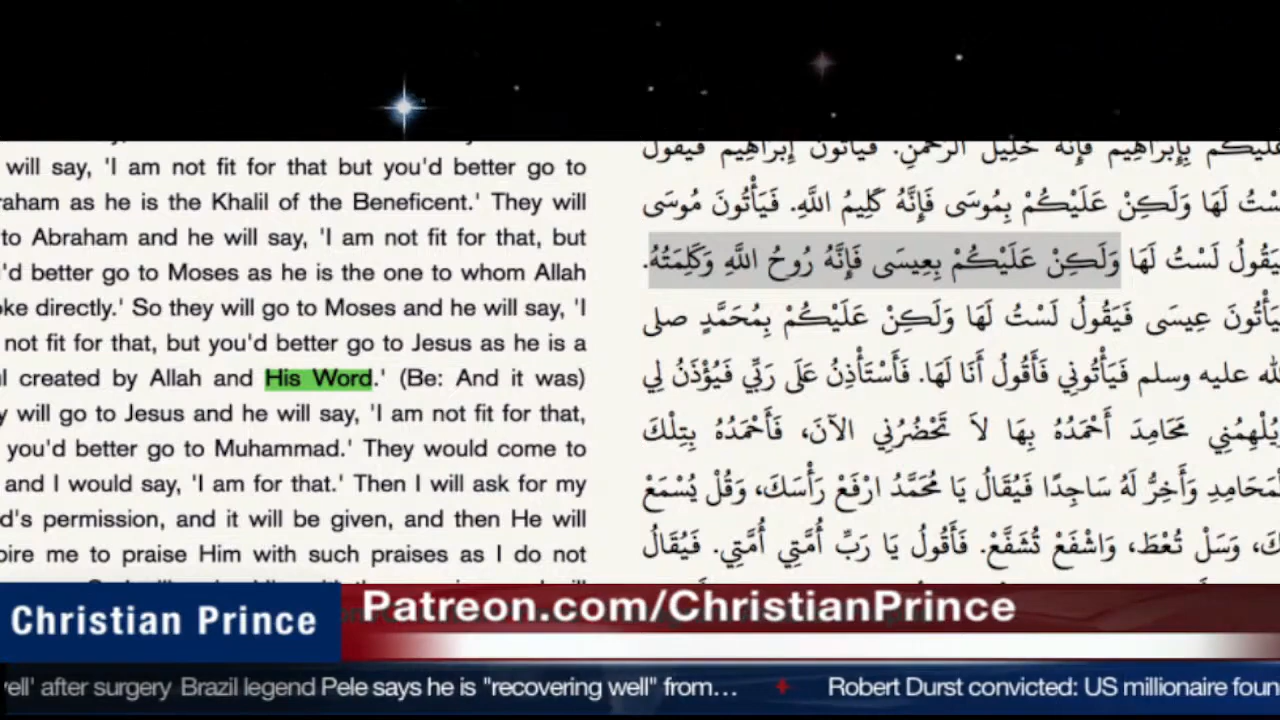 will say, 'I am not fit for that but you'd better go to
raham as he is the Khalil of the Beneficent.' They will
to Abraham and he will say, 'I am not fit for that, but
'd better go to Moses as he is the one to whom Allah
oke directly.' So they will go to Moses and he will say, 'I
not fit for that, but you'd better go to Jesus as he is a
l created by Allah and His Word.' (Be: And it was)
y will go to Jesus and he will say, 'I am not fit for that,
you'd better go to Muhammad.' They would come to
and I would say, 'I am for that.' Then I will ask for my
d's permission, and it will be given, and then He will
pire me to praise Him with such praises as I do not
عَلَيْكُمْ بِإِبْرَاهِيمَ فَإِنَّهُ خَلِيلُ الرَّحْمَنِ. فَيَأْتُونَ إِبْرَاهِيمَ فَيَقُولُ
سْتُ لَهَا وَلَكِنْ عَلَيْكُمْ بِمُوسَى فَإِنَّهُ كَلِيمُ اللَّهِ. فَيَأْتُونَ مُوسَى
يَقُولُ لَسْتُ لَهَا وَلَكِنْ عَلَيْكُمْ بِعِيسَى فَإِنَّهُ رُوحُ اللَّهِ وَكَلِمَتُهُ.
يَأْتُونَ عِيسَى فَيَقُولُ لَسْتُ لَهَا وَلَكِنْ عَلَيْكُمْ بِمُحَمَّدٍ صلى
لله عليه وسلم فَيَأْتُونِي فَأَقُولُ أَنَا لَهَا. فَأَسْتَأْذِنُ عَلَى رَبِّي فَيُؤْذَنُ لِي
يُلْهِمُنِي مَحَامِدَ أَحْمَدُهُ بِهَا لاَ تَحْضُرُنِي الآنَ، فَأَحْمَدُهُ بِتِلْكَ
لْمَحَامِدِ وَأَخِرُّ لَهُ سَاجِدًا فَيُقَالُ يَا مُحَمَّدُ ارْفَعْ رَأْسَكَ، وَقُلْ يُسْمَعْ
كَ، وَسَلْ تُعْطَ، وَاشْفَعْ تُشَفَّعْ. فَأَقُولُ يَا رَبِّ أُمَّتِي أُمَّتِي. فَيُقَالُ
Christian Prince
Patreon.com/ChristianPrince
ell' after surgery Brazil legend Pele says he is "recovering well" from... Robert Durst convicted: US millionaire foun